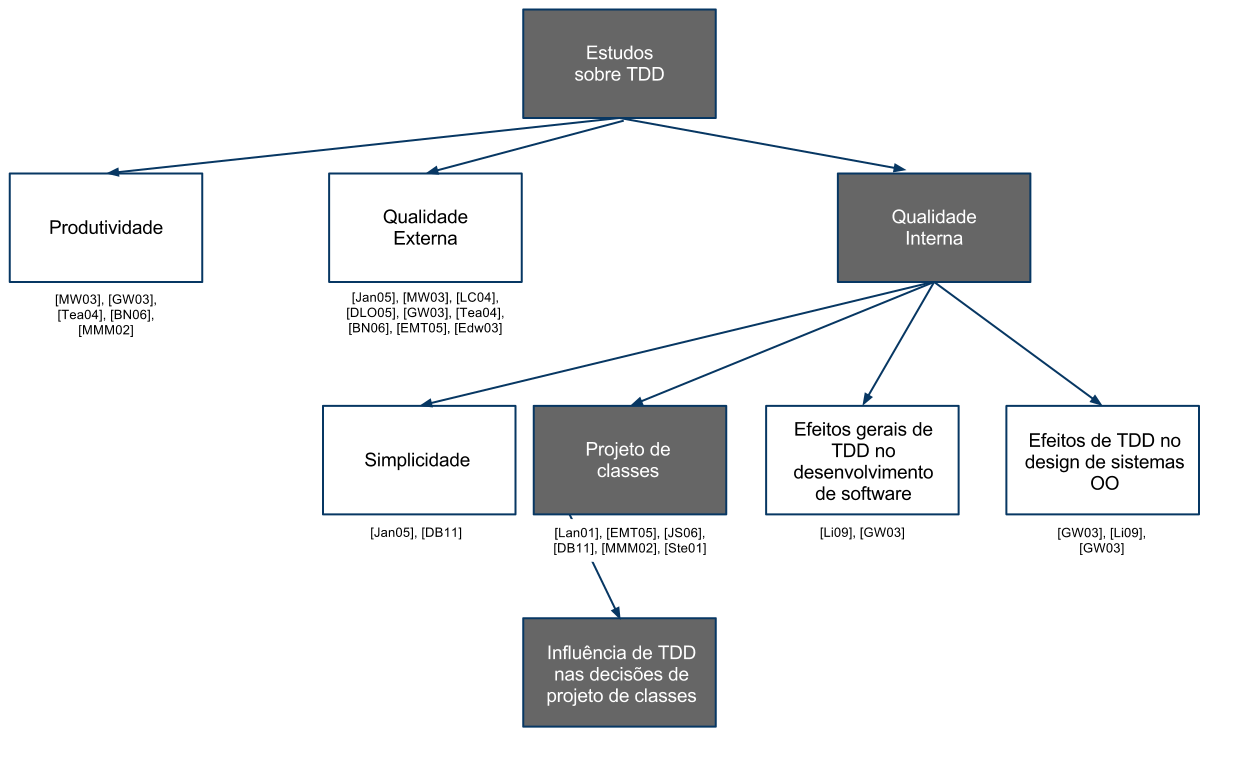 Estudos
sobre TDD
Produtividade
[MW03], [GW03],
[Tea04], [BN06],
[MMM02]
Qualidade
Externa
[Jan05], [MW03], [LC04],
[DLO05], [GW03], [Tea04],
[BN06], [EMT05], [Edw03]
Qualidade
Interna
Simplicidade
[Jan05], [DB11]
Projeto de
classes
[Lan01], [EMT05], [JS06],
[DB11], [MMM02], [Ste01]
Efeitos gerais de
TDD no
desenvolvimento
de software
[Li09], [GW03]
Efeitos de TDD no
design de sistemas
OO
[GW03], [Li09],
[GW03]
Influência de TDD
nas decisões de
projeto de classes